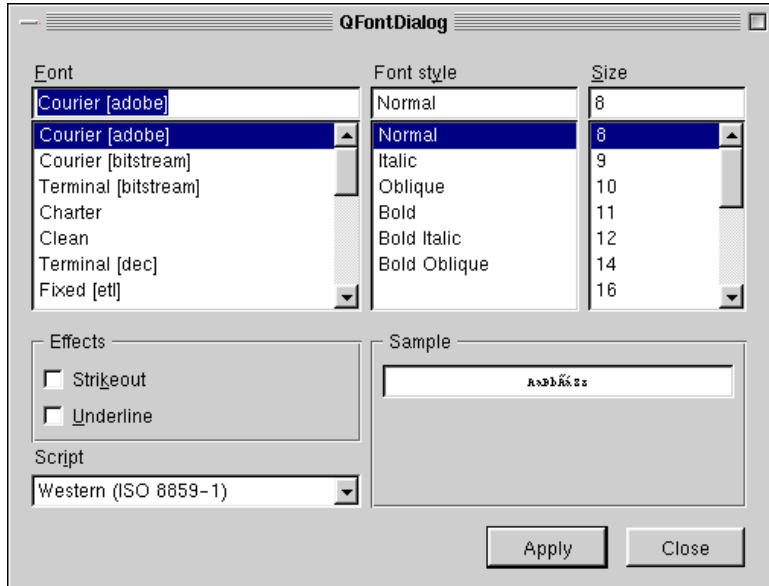 QFontDialog
Font
Font style
Size
Courier [adobe]
Normal
8
Courier [adobe]
Courier [bitstream]
Terminal [bitstream]
Charter
Clean
Terminal [dec]
Fixed [etl]
Normal
Italic
Oblique
Bold
Bold Italic
Bold Oblique
8
9
10
11
12
14
16
Effects
Strikeout
Underline
Sample
Script
Western (ISO 8859-1)
Apply
Close